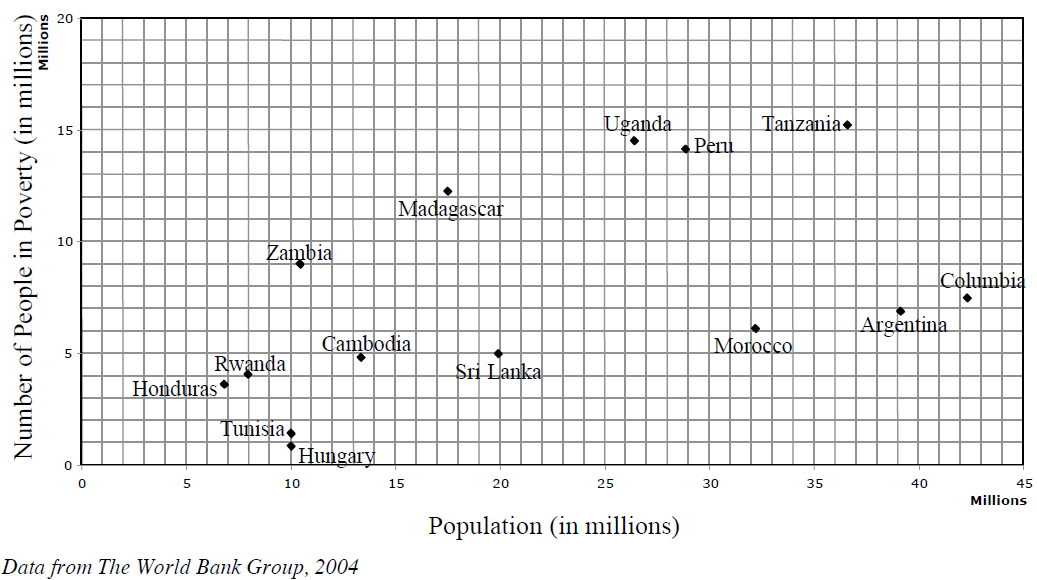 Number of People in Poverty (in millions)
Millions
20
15
10
5
0
Uganda
Tanzania
Peru
Madagascar
Zambia
Columbia
Argentina
Cambodia
Morocco
Rwanda
Sri Lanka
Honduras
Tunisia
Hungary
0 5 10 15 20 25 30 35 40 45
Millions
Population (in millions)
Data from The World Bank Group, 2004